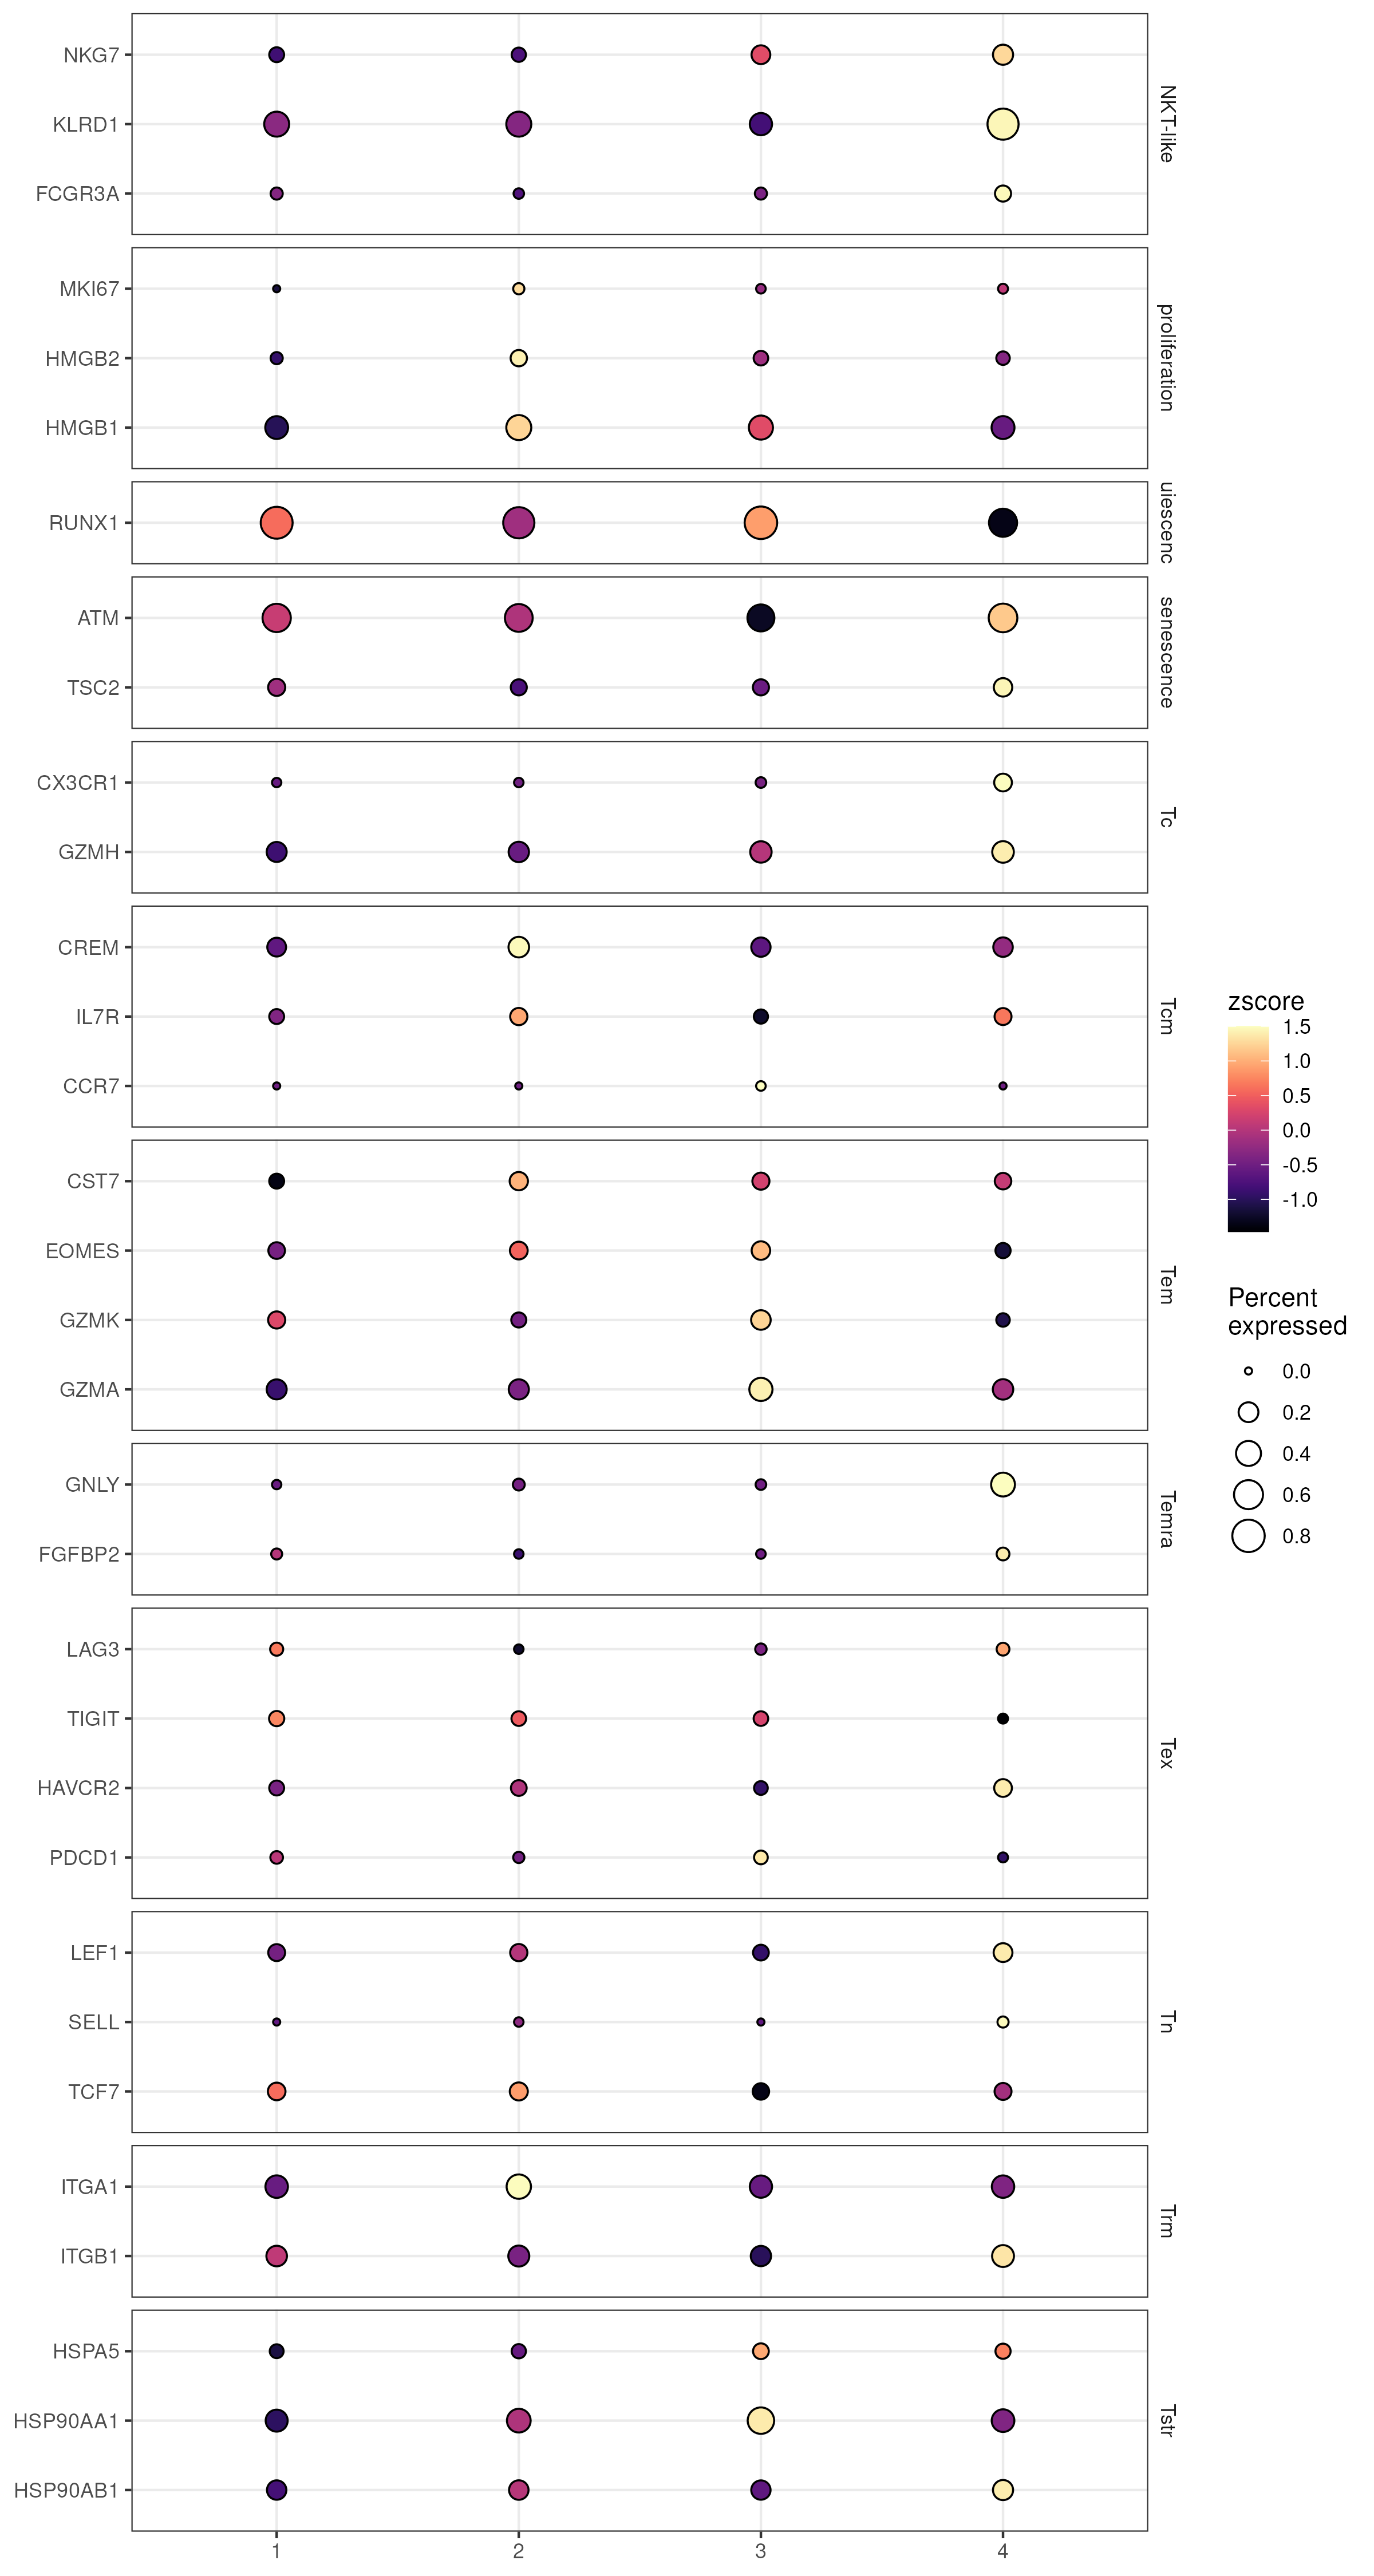 NKG7
KLRD1
FCGR3A
NKT-like
MKI67
HMGB2
HMGB1
proliferation
RUNX1
uiescenc
ATM
TSC2
senescence
CX3CR1
GZMH
Tc
CREM
IL7R
CCR7
Tcm
CST7
EOMES
GZMK
GZMA
Tem
GNLY
FGFBP2
Temra
LAG3
TIGIT
HAVCR2
PDCD1
Tex
LEF1
SELL
TCF7
Tn
ITGA1
ITGB1
Trm
HSPA5
HSP90AA1
HSP90AB1
Tstr
1 2 3 4
zscore
1.5
1.0
0.5
0.0
-0.5
-1.0
Percent
expressed
0.0
0.2
0.4
0.6
0.8